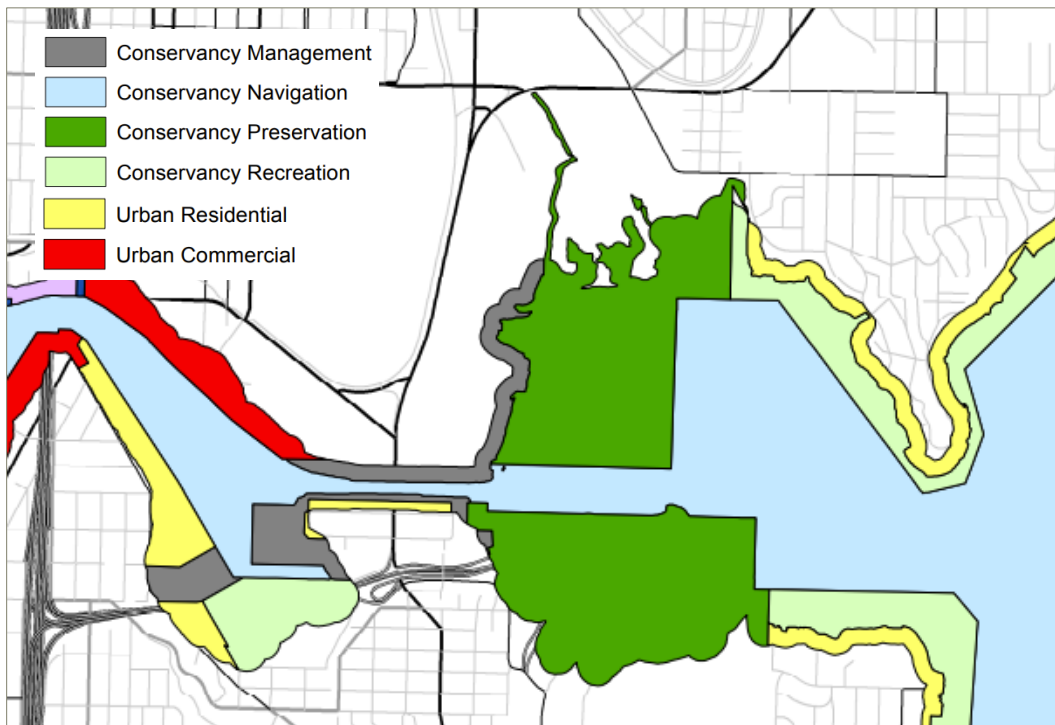 Conservancy Management
Conservancy Navigation
Conservancy Preservation
Conservancy Recreation
Urban Residential
Urban Commercial